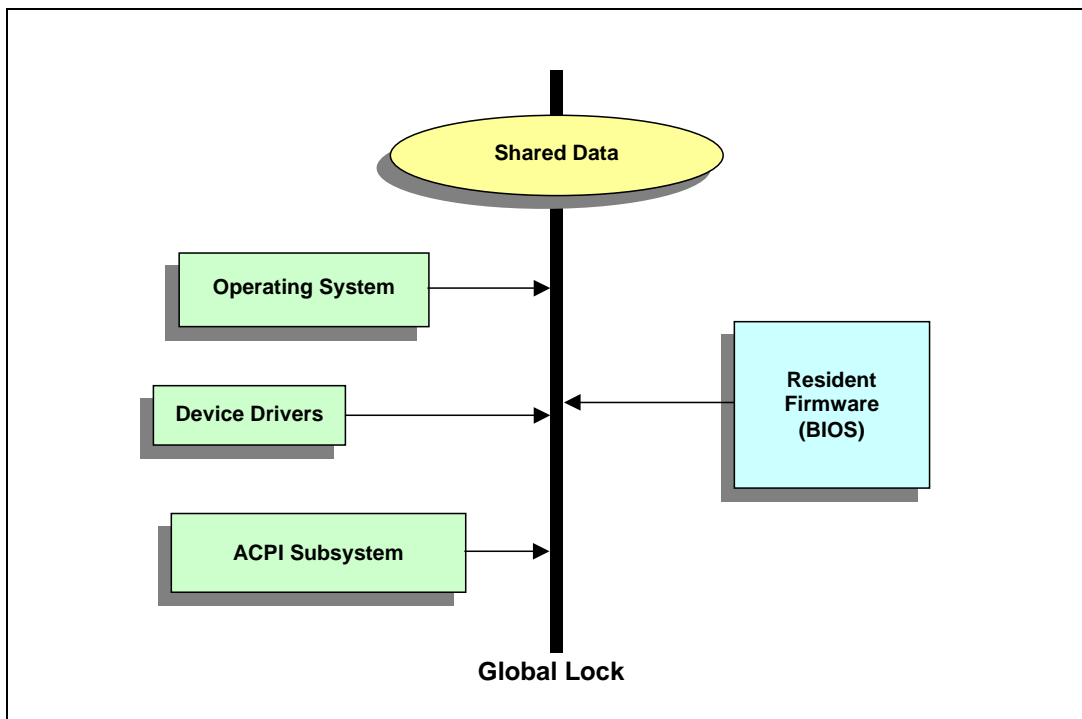 Shared Data
Operating System
Device Drivers
Resident
Firmware
(BIOS)
ACPI Subsystem
Global Lock